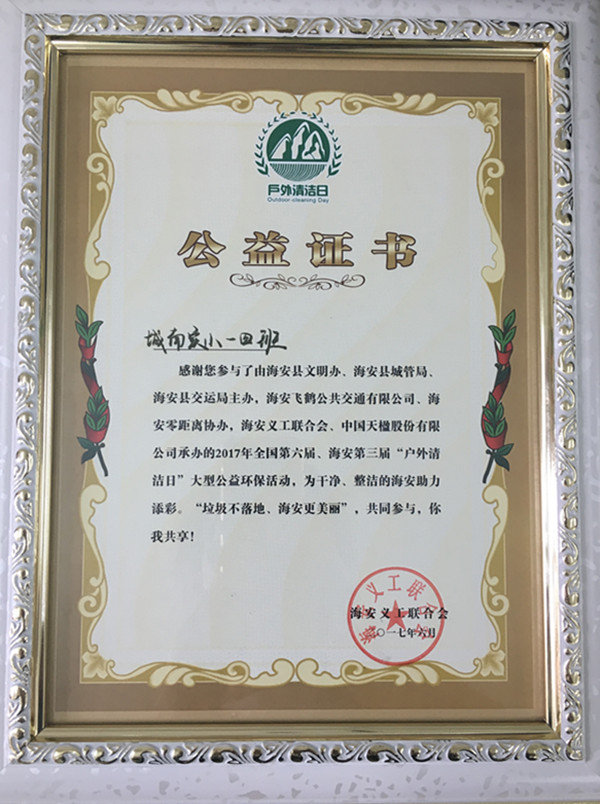 戶外清洁日
Outdoor-cleaning Day
公益证书
城南实小一四班
感谢您参与了由海安县文明办、海安县城管局、
海安县交运局主办，海安飞鹤公共交通有限公司、海
安零距离协办，海安义工联合会、中国天楹股份有限
公司承办的2017年全国第六届、海安第三届“户外清
洁日”大型公益环保活动，为干净、整洁的海安助力
添彩。“垃圾不落地、海安更美丽”，共同参与，你
我共享！
海安义工联合会
二〇一七年六月
海安义工联合会